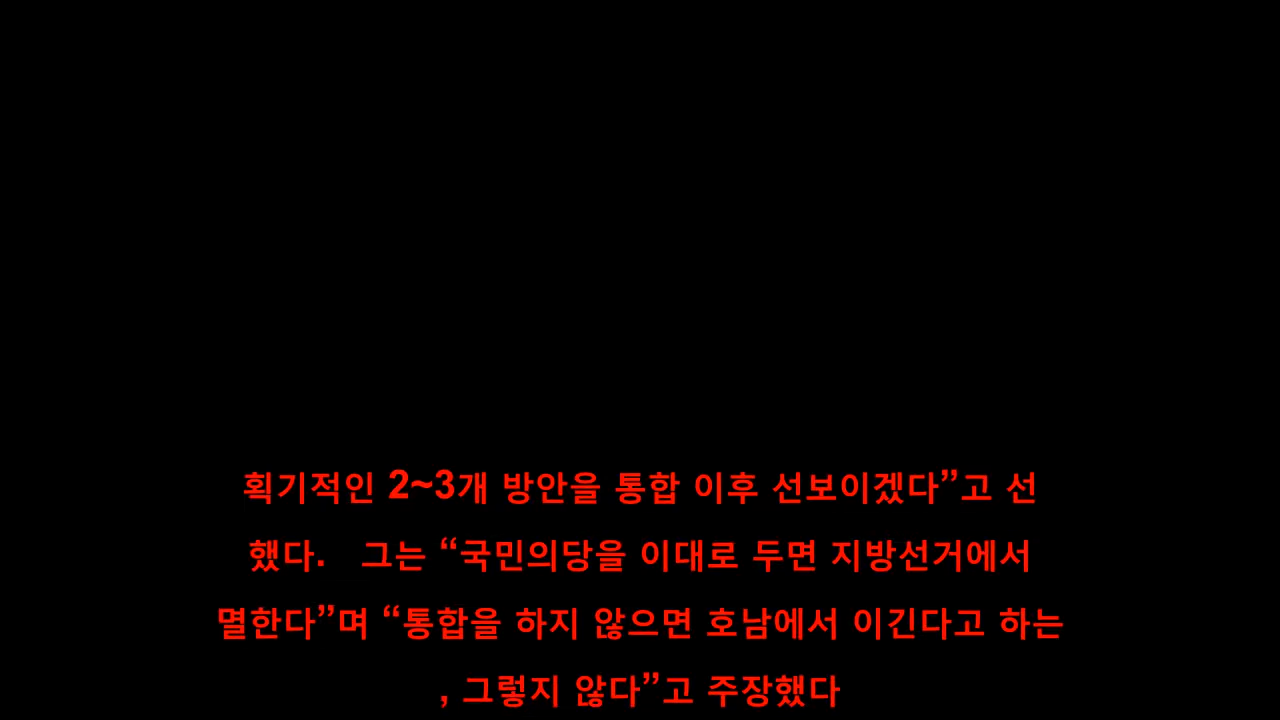 획기적인 2~3개 방안을 통합 이후 선보이겠다”고 선
했다.   그는 “국민의당을 이대로 두면 지방선거에서
멸한다”며 “통합을 하지 않으면 호남에서 이긴다고 하는
, 그렇지 않다”고 주장했다